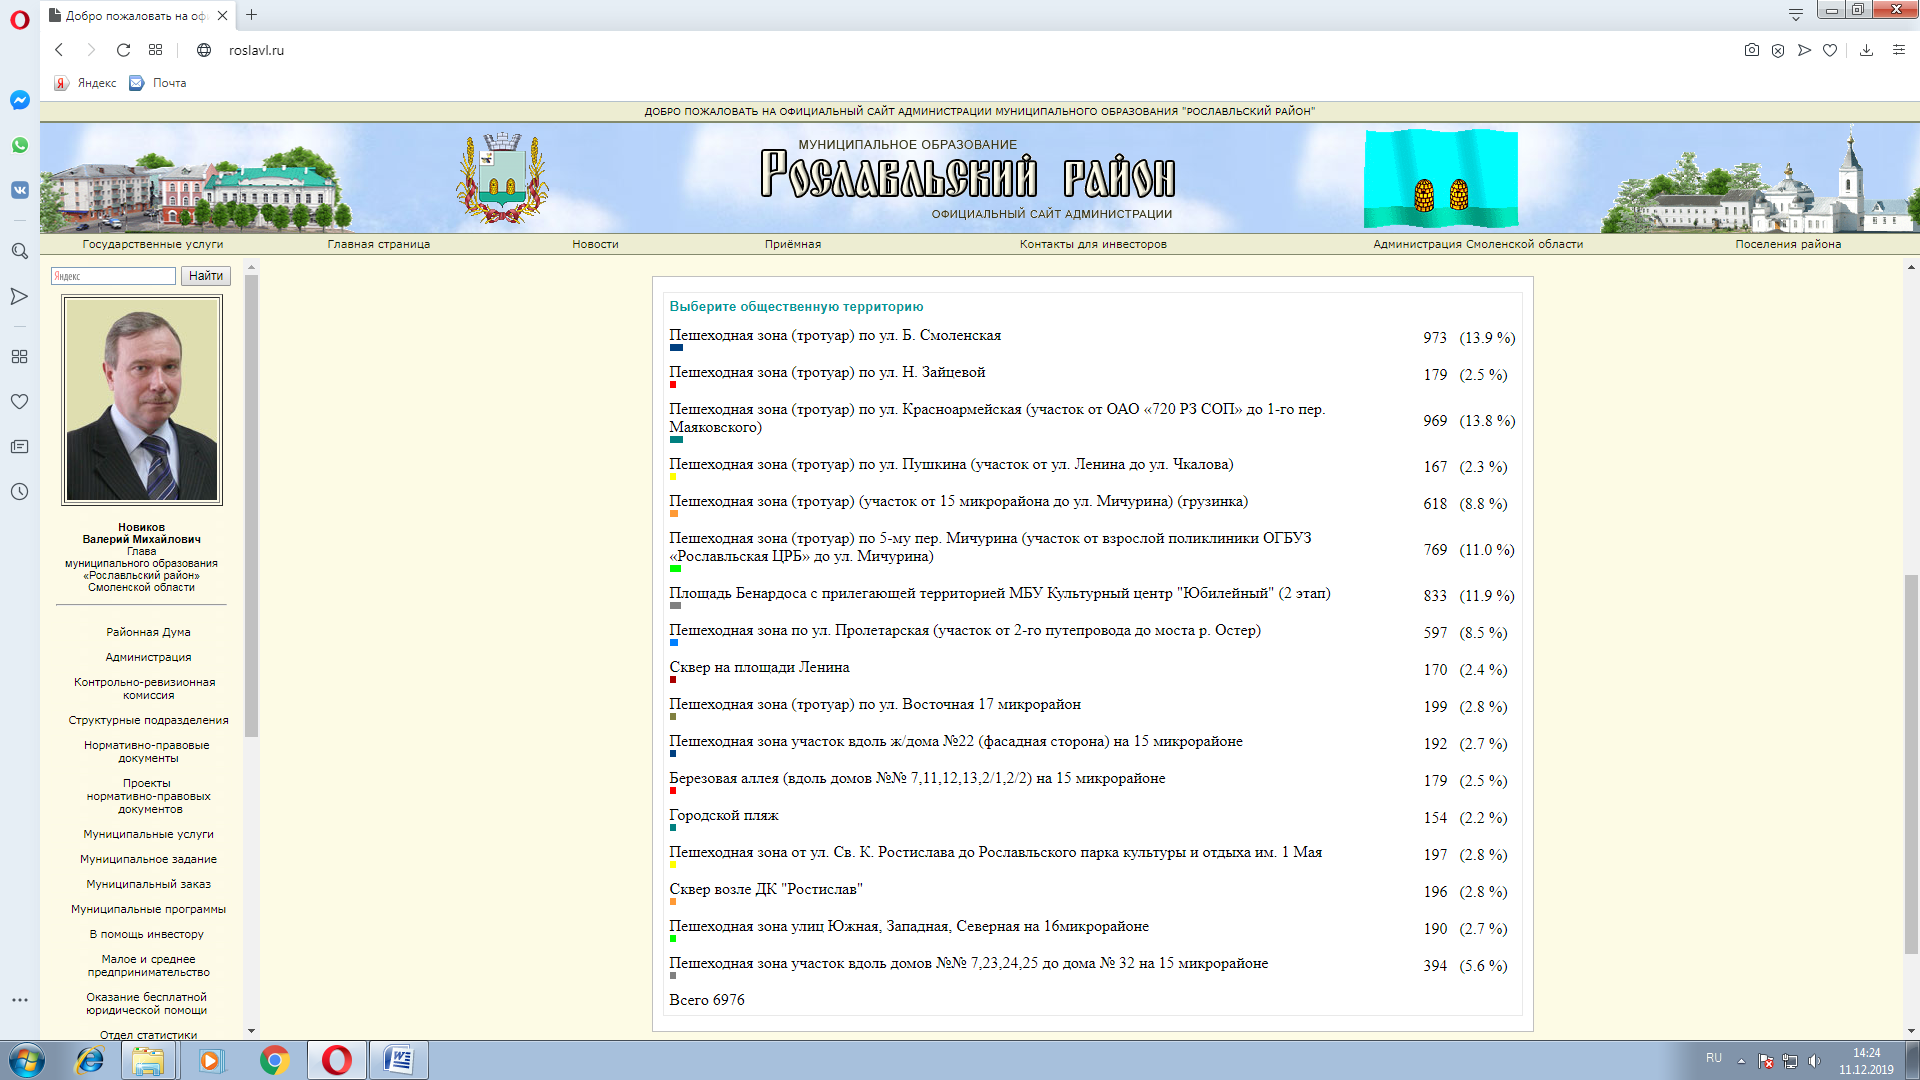 Добро пожаловать на оф
roslavl.ru
Яндекс
Почта
ДОБРО ПОЖАЛОВАТЬ НА ОФИЦИАЛЬНЫЙ САЙТ АДМИНИСТРАЦИИ МУНИЦИПАЛЬНОГО ОБРАЗОВАНИЯ "РОСЛАВЛЬСКИЙ РАЙОН"
МУНИЦИПАЛЬНОЕ ОБРАЗОВАНИЕ
Рославльский район
ОФИЦИАЛЬНЫЙ САЙТ АДМИНИСТРАЦИИ
Государственные услуги Главная страница Новости Приёмная Контакты для инвесторов Администрация Смоленской области Поселения района
Яндекс Найти
Новиков
Валерий Михайлович
Глава
муниципального образования
«Рославльский район»
Смоленской области
Районная Дума
Администрация
Контрольно-ревизионная
комиссия
Структурные подразделения
Нормативно-правовые
документы
Проекты
нормативно-правовых
документов
Муниципальные услуги
Муниципальное задание
Муниципальный заказ
Муниципальные программы
В помощь инвестору
Малое и среднее
предпринимательство
Оказание бесплатной
юридической помощи
Отдел статистики
Выберите общественную территорию
Пешеходная зона (тротуар) по ул. Б. Смоленская 973 (13.9 %)
Пешеходная зона (тротуар) по ул. Н. Зайцевой 179 (2.5 %)
Пешеходная зона (тротуар) по ул. Красноармейская (участок от ОАО «720 РЗ СОП» до 1-го пер.
Маяковского) 969 (13.8 %)
Пешеходная зона (тротуар) по ул. Пушкина (участок от ул. Ленина до ул. Чкалова) 167 (2.3 %)
Пешеходная зона (тротуар) (участок от 15 микрорайона до ул. Мичурина) (грузинка) 618 (8.8 %)
Пешеходная зона (тротуар) по 5-му пер. Мичурина (участок от взрослой поликлиники ОГБУЗ
«Рославльская ЦРБ» до ул. Мичурина) 769 (11.0 %)
Площадь Бенардоса с прилегающей территорией МБУ Культурный центр "Юбилейный" (2 этап) 833 (11.9 %)
Пешеходная зона по ул. Пролетарская (участок от 2-го путепровода до моста р. Остер) 597 (8.5 %)
Сквер на площади Ленина 170 (2.4 %)
Пешеходная зона (тротуар) по ул. Восточная 17 микрорайон 199 (2.8 %)
Пешеходная зона участок вдоль ж/дома №22 (фасадная сторона) на 15 микрорайоне 192 (2.7 %)
Березовая аллея (вдоль домов №№ 7,11,12,13,2/1,2/2) на 15 микрорайоне 179 (2.5 %)
Городской пляж 154 (2.2 %)
Пешеходная зона от ул. Св. К. Ростислава до Рославльского парка культуры и отдыха им. 1 Мая 197 (2.8 %)
Сквер возле ДК "Ростислав" 196 (2.8 %)
Пешеходная зона улиц Южная, Западная, Северная на 16микрорайоне 190 (2.7 %)
Пешеходная зона участок вдоль домов №№ 7,23,24,25 до дома № 32 на 15 микрорайоне 394 (5.6 %)
Всего 6976
RU
14:24
11.12.2019